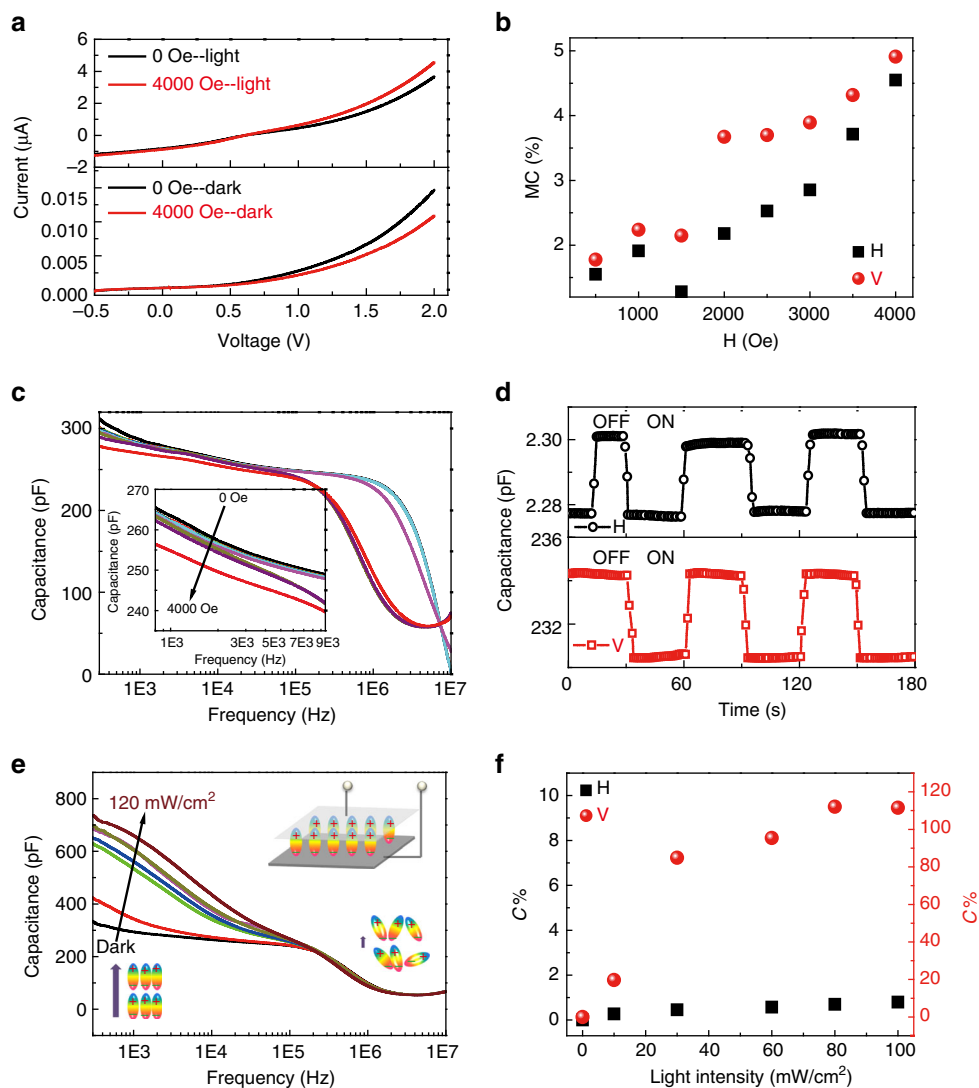 a
6
4
2
0
−2
0 Oe--light
4000 Oe--light
0.015
0.010
0.005
0.000
0 Oe--dark
4000 Oe--dark
Current (μA)
−0.5
0.0
0.5
1.0
1.5
2.0
Voltage (V)
b
5
4
3
2
MC (%)
H
V
1000
2000
3000
4000
H (Oe)
c
300
200
100
0
Capacitance (pF)
270
260
250
240
Capacitance (pF)
0 Oe
4000 Oe
1E3
3E3
5E3
7E3
9E3
Frequency (Hz)
1E3
1E4
1E5
1E6
1E7
Frequency (Hz)
d
OFF ON
2.30
2.28
H
236
232
OFF ON
V
Capacitance (pF)
0
60
120
180
Time (s)
e
800
600
400
200
0
Capacitance (pF)
120 mW/cm²
Dark
1E3
1E4
1E5
1E6
1E7
Frequency (Hz)
f
10
8
6
4
2
0
C%
H
V
120
100
80
60
40
20
0
C%
0
20
40
60
80
100
Light intensity (mW/cm²)